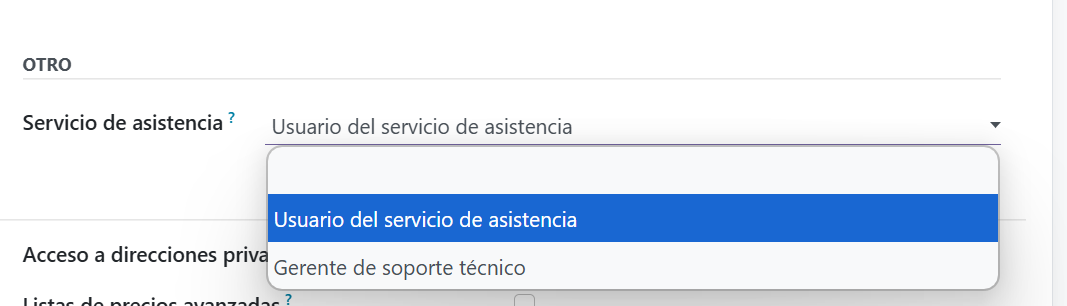 OTRO
Servicio de asistencia ?
Usuario del servicio de asistencia
Usuario del servicio de asistencia
Acceso a direcciones priva
Gerente de soporte técnico
Listas de precios avanzadas ?